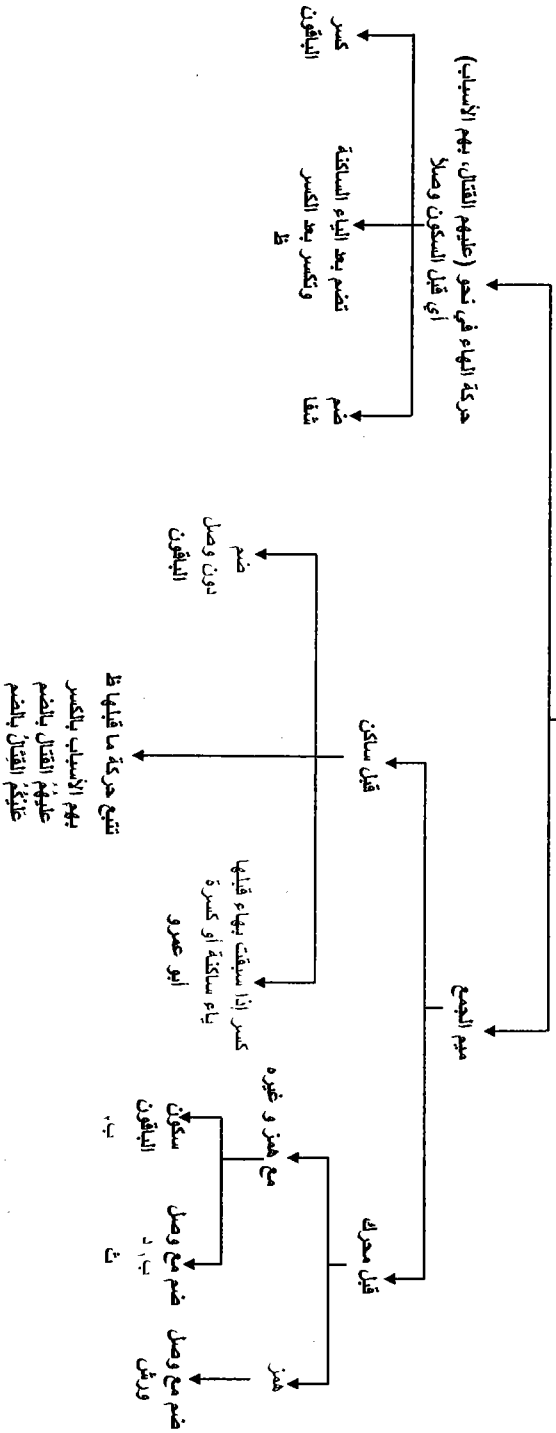 ميم الجمع
قبل محرك
همز
ضم مع وصل
ورش
مع همز و غيره
ضم مع وصل
ب، د
ث
سكون
الباقون
ب،
قبل ساكن
كسر إذا سبقت بهاء قبلها
ياء ساكنة أو كسرة
أبو عمرو
تتبع حركة ما قبلها ظ
بهم الأسباب بالكسر
عليهُمُ القتال بالضم
عَلَيْكُمُ القِتَالُ بالضم
ضم
دون وصل
الباقون
حركة الهاء في نحو (عليهم القتال، بهم الأسباب)
أي قبل السكون وصلاً
ضم
شفا
تضم بعد الياء الساكنة
وتكسر بعد الكسر
ظ
كسر
الباقون